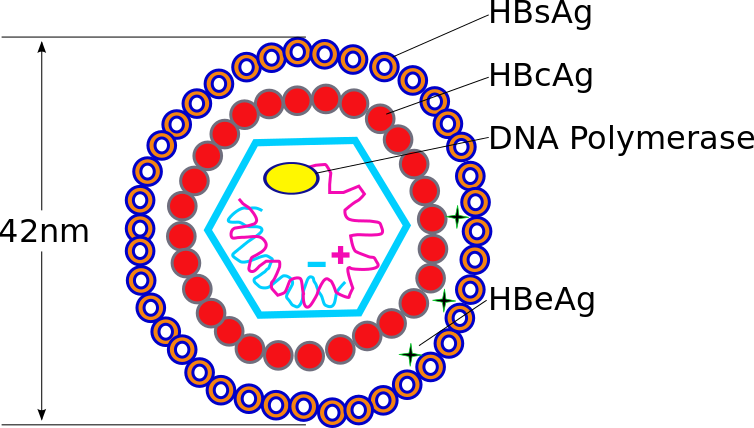 HBsAg
HBcAg
DNA Polymerase
42nm
− +
HBeAg